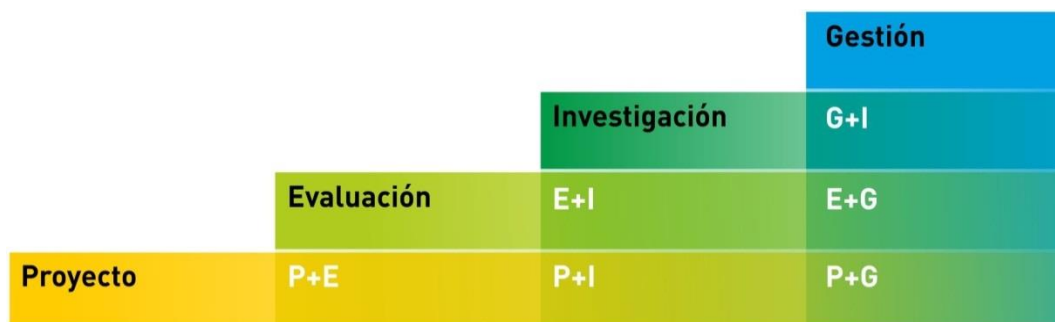 Gestión
Investigación G+I
Evaluación E+I E+G
Proyecto P+E P+I P+G